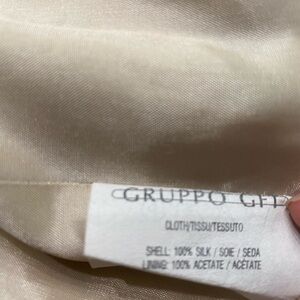 GRUPPO GFT
CLOTH/TISSU/TESSUTO
SHELL: 100% SILK / SOIE / SEDA
LINING: 100% ACETATE / ACÉTATE